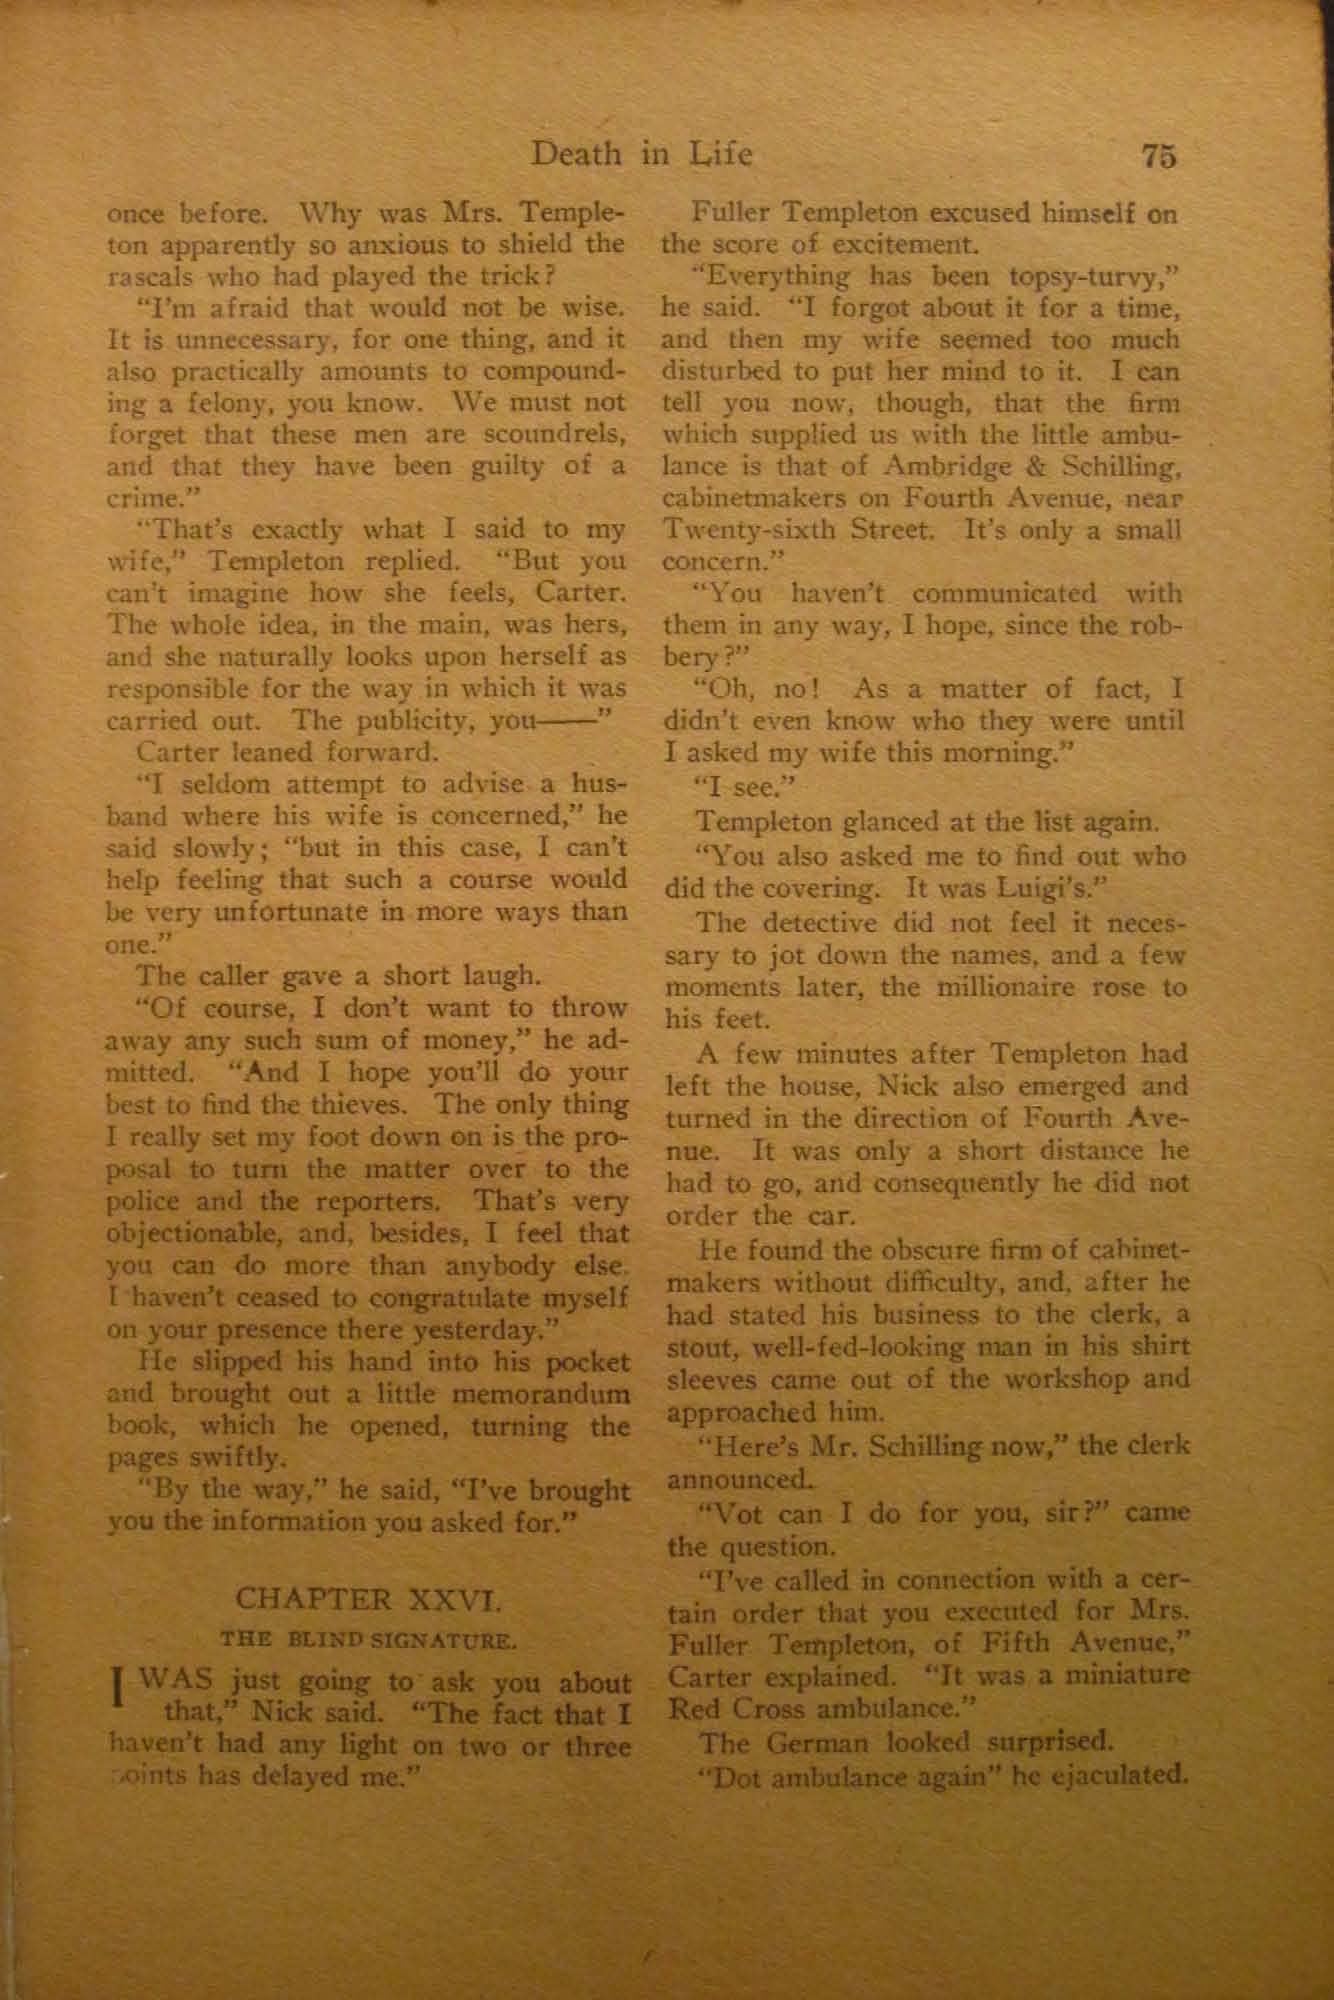 Death in Life 75
once before. Why was Mrs. Temple-
ton apparently so anxious to shield the
rascals who had played the trick?
"I'm afraid that would not be wise.
It is unnecessary, for one thing, and it
also practically amounts to compound-
ing a felony, you know. We must not
forget that these men are scoundrels,
and that they have been guilty of a
crime."
"That's exactly what I said to my
wife," Templeton replied. "But you
can't imagine how she feels, Carter.
The whole idea, in the main, was hers,
and she naturally looks upon herself as
responsible for the way in which it was
carried out. The publicity, you——"
Carter leaned forward.
"I seldom attempt to advise a hus-
band where his wife is concerned," he
said slowly; "but in this case, I can't
help feeling that such a course would
be very unfortunate in more ways than
one."
The caller gave a short laugh.
"Of course, I don't want to throw
away any such sum of money," he ad-
mitted. "And I hope you'll do your
best to find the thieves. The only thing
I really set my foot down on is the pro-
posal to turn the matter over to the
police and the reporters. That's very
objectionable, and, besides, I feel that
you can do more than anybody else.
I haven't ceased to congratulate myself
on your presence there yesterday."
He slipped his hand into his pocket
and brought out a little memorandum
book, which he opened, turning the
pages swiftly.
"By the way," he said, "I've brought
you the information you asked for."
CHAPTER XXVI.
THE BLIND SIGNATURE.
I WAS just going to ask you about
that," Nick said. "The fact that I
haven't had any light on two or three
points has delayed me."
Fuller Templeton excused himself on
the score of excitement.
"Everything has been topsy-turvy,"
he said. "I forgot about it for a time,
and then my wife seemed too much
disturbed to put her mind to it. I can
tell you now, though, that the firm
which supplied us with the little ambu-
lance is that of Ambridge & Schilling,
cabinetmakers on Fourth Avenue, near
Twenty-sixth Street. It's only a small
concern."
"You haven't communicated with
them in any way, I hope, since the rob-
bery?"
"Oh, no! As a matter of fact, I
didn't even know who they were until
I asked my wife this morning."
"I see."
Templeton glanced at the list again.
"You also asked me to find out who
did the covering. It was Luigi's."
The detective did not feel it neces-
sary to jot down the names, and a few
moments later, the millionaire rose to
his feet.
A few minutes after Templeton had
left the house, Nick also emerged and
turned in the direction of Fourth Ave-
nue. It was only a short distance he
had to go, and consequently he did not
order the car.
He found the obscure firm of cabinet-
makers without difficulty, and, after he
had stated his business to the clerk, a
stout, well-fed-looking man in his shirt
sleeves came out of the workshop and
approached him.
"Here's Mr. Schilling now," the clerk
announced.
"Vot can I do for you, sir?" came
the question.
"I've called in connection with a cer-
tain order that you executed for Mrs.
Fuller Templeton, of Fifth Avenue,"
Carter explained. "It was a miniature
Red Cross ambulance."
The German looked surprised.
"Dot ambulance again" he ejaculated.